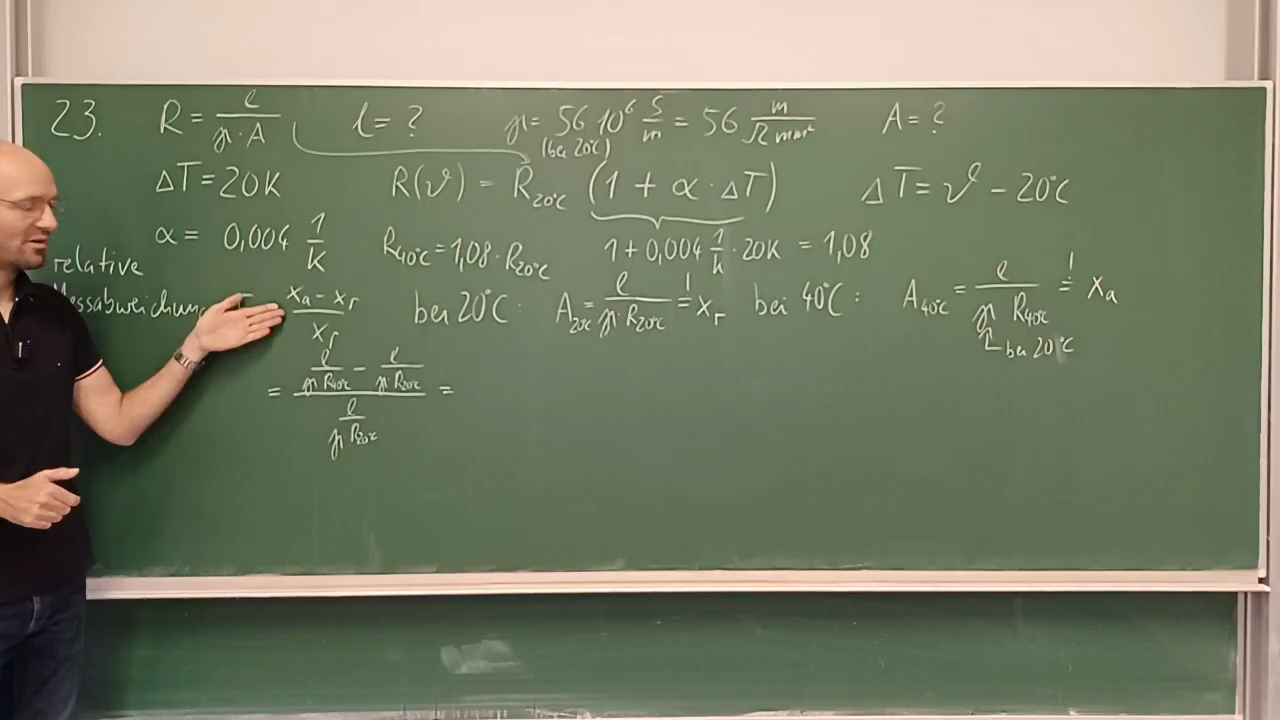 23. R = l/(γ·A) l = ? γ = 56 10⁶ S/m = 56 m/(Ω mm²) A = ?
(bei 20°C)
ΔT = 20K R(ϑ) = R₂₀°C (1 + α · ΔT) ΔT = ϑ − 20°C
α = 0,004 1/K R₄₀°C = 1,08 · R₂₀°C 1 + 0,004 1/K · 20K = 1,08
relative
Messabweichung = (xₐ − xᵣ)/xᵣ bei 20°C: A₂₀°C = l/(γ·R₂₀°C) =! xᵣ bei 40°C: A₄₀°C = l/(γ R₄₀°C) =! xₐ
bei 20°C
= (l/(γ R₄₀°C) − l/(γ R₂₀°C))/(l/(γ R₂₀°C)) =